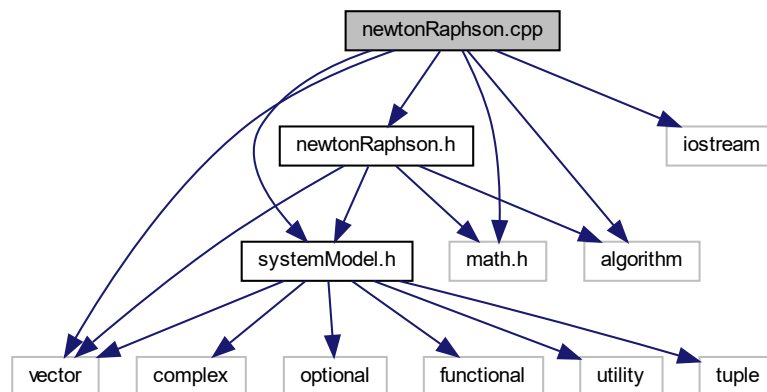 newtonRaphson.cpp
newtonRaphson.h
iostream
systemModel.h
math.h
algorithm
vector
complex
optional
functional
utility
tuple